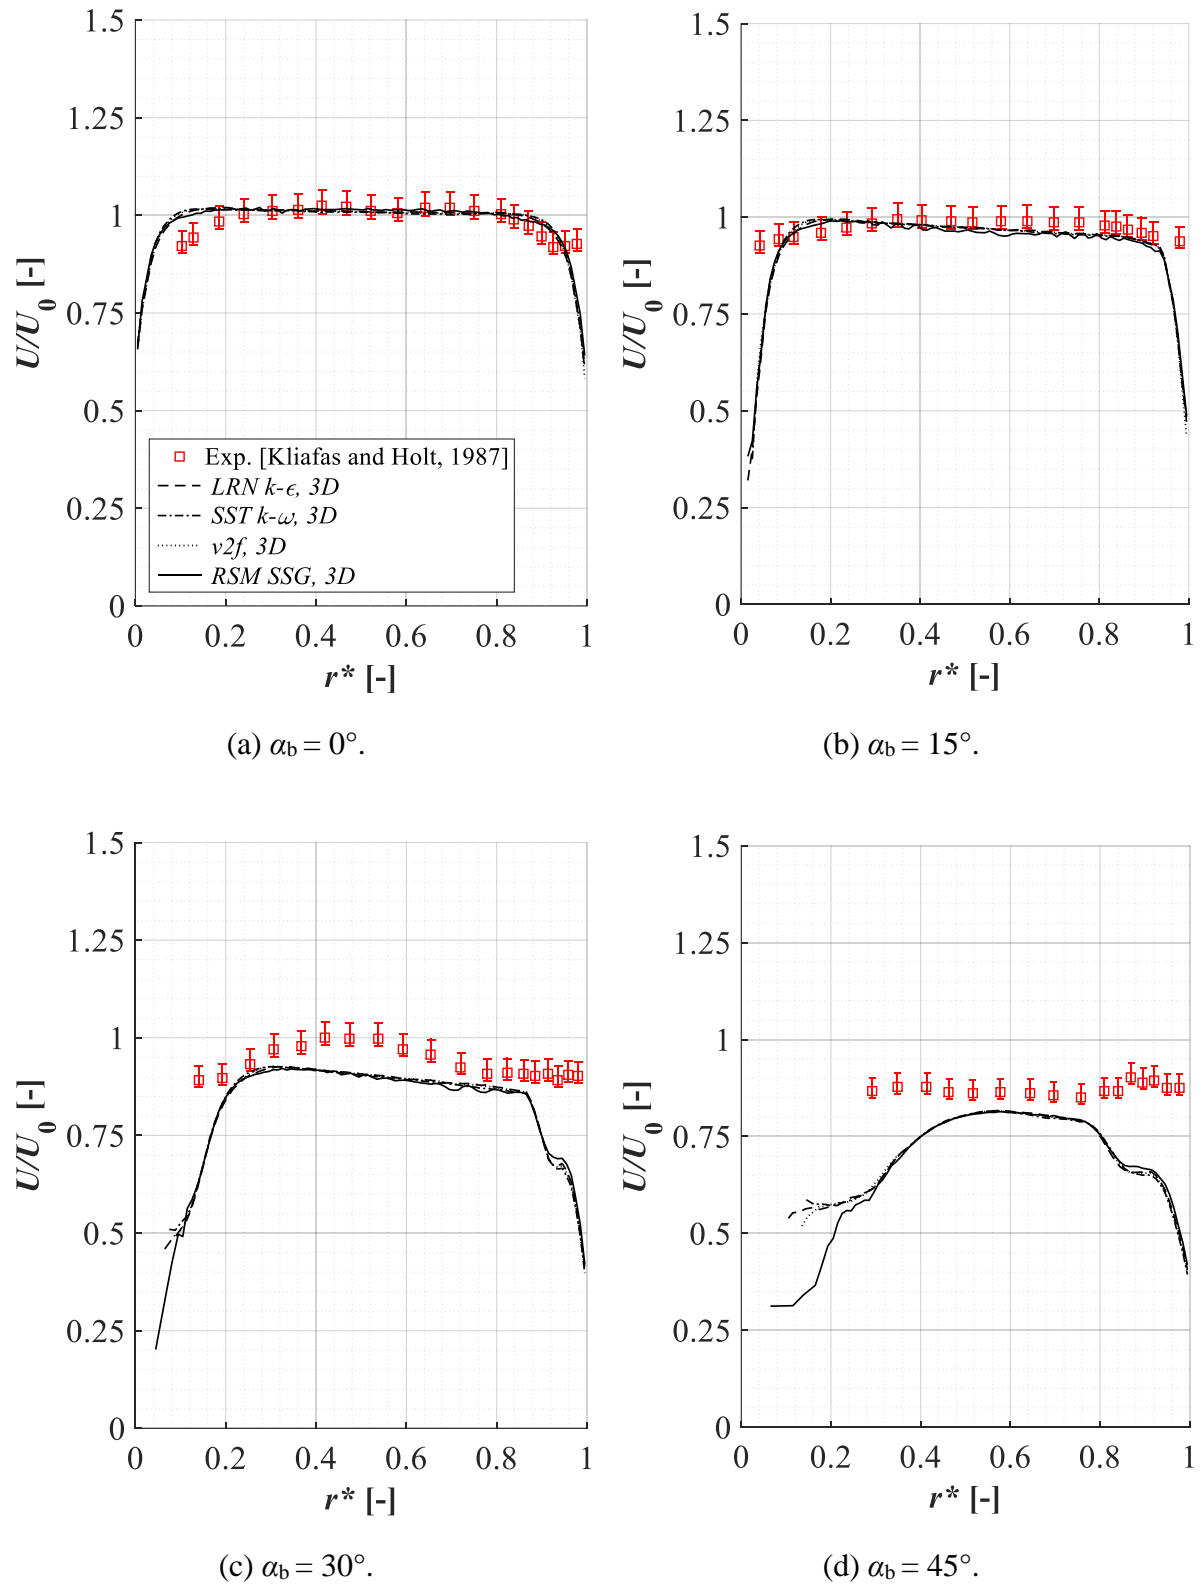 1.5
1.25
1
0.75
0.5
0.25
0
U/U0 [-]
Exp. [Kliafas and Holt, 1987]
LRN k-ϵ, 3D
SST k-ω, 3D
v2f, 3D
RSM SSG, 3D
0 0.2 0.4 0.6 0.8 1
r* [-]
(a) αb = 0°.
1.5
1.25
1
0.75
0.5
0.25
0
U/U0 [-]
0 0.2 0.4 0.6 0.8 1
r* [-]
(b) αb = 15°.
1.5
1.25
1
0.75
0.5
0.25
0
U/U0 [-]
0 0.2 0.4 0.6 0.8 1
r* [-]
(c) αb = 30°.
1.5
1.25
1
0.75
0.5
0.25
0
U/U0 [-]
0 0.2 0.4 0.6 0.8 1
r* [-]
(d) αb = 45°.